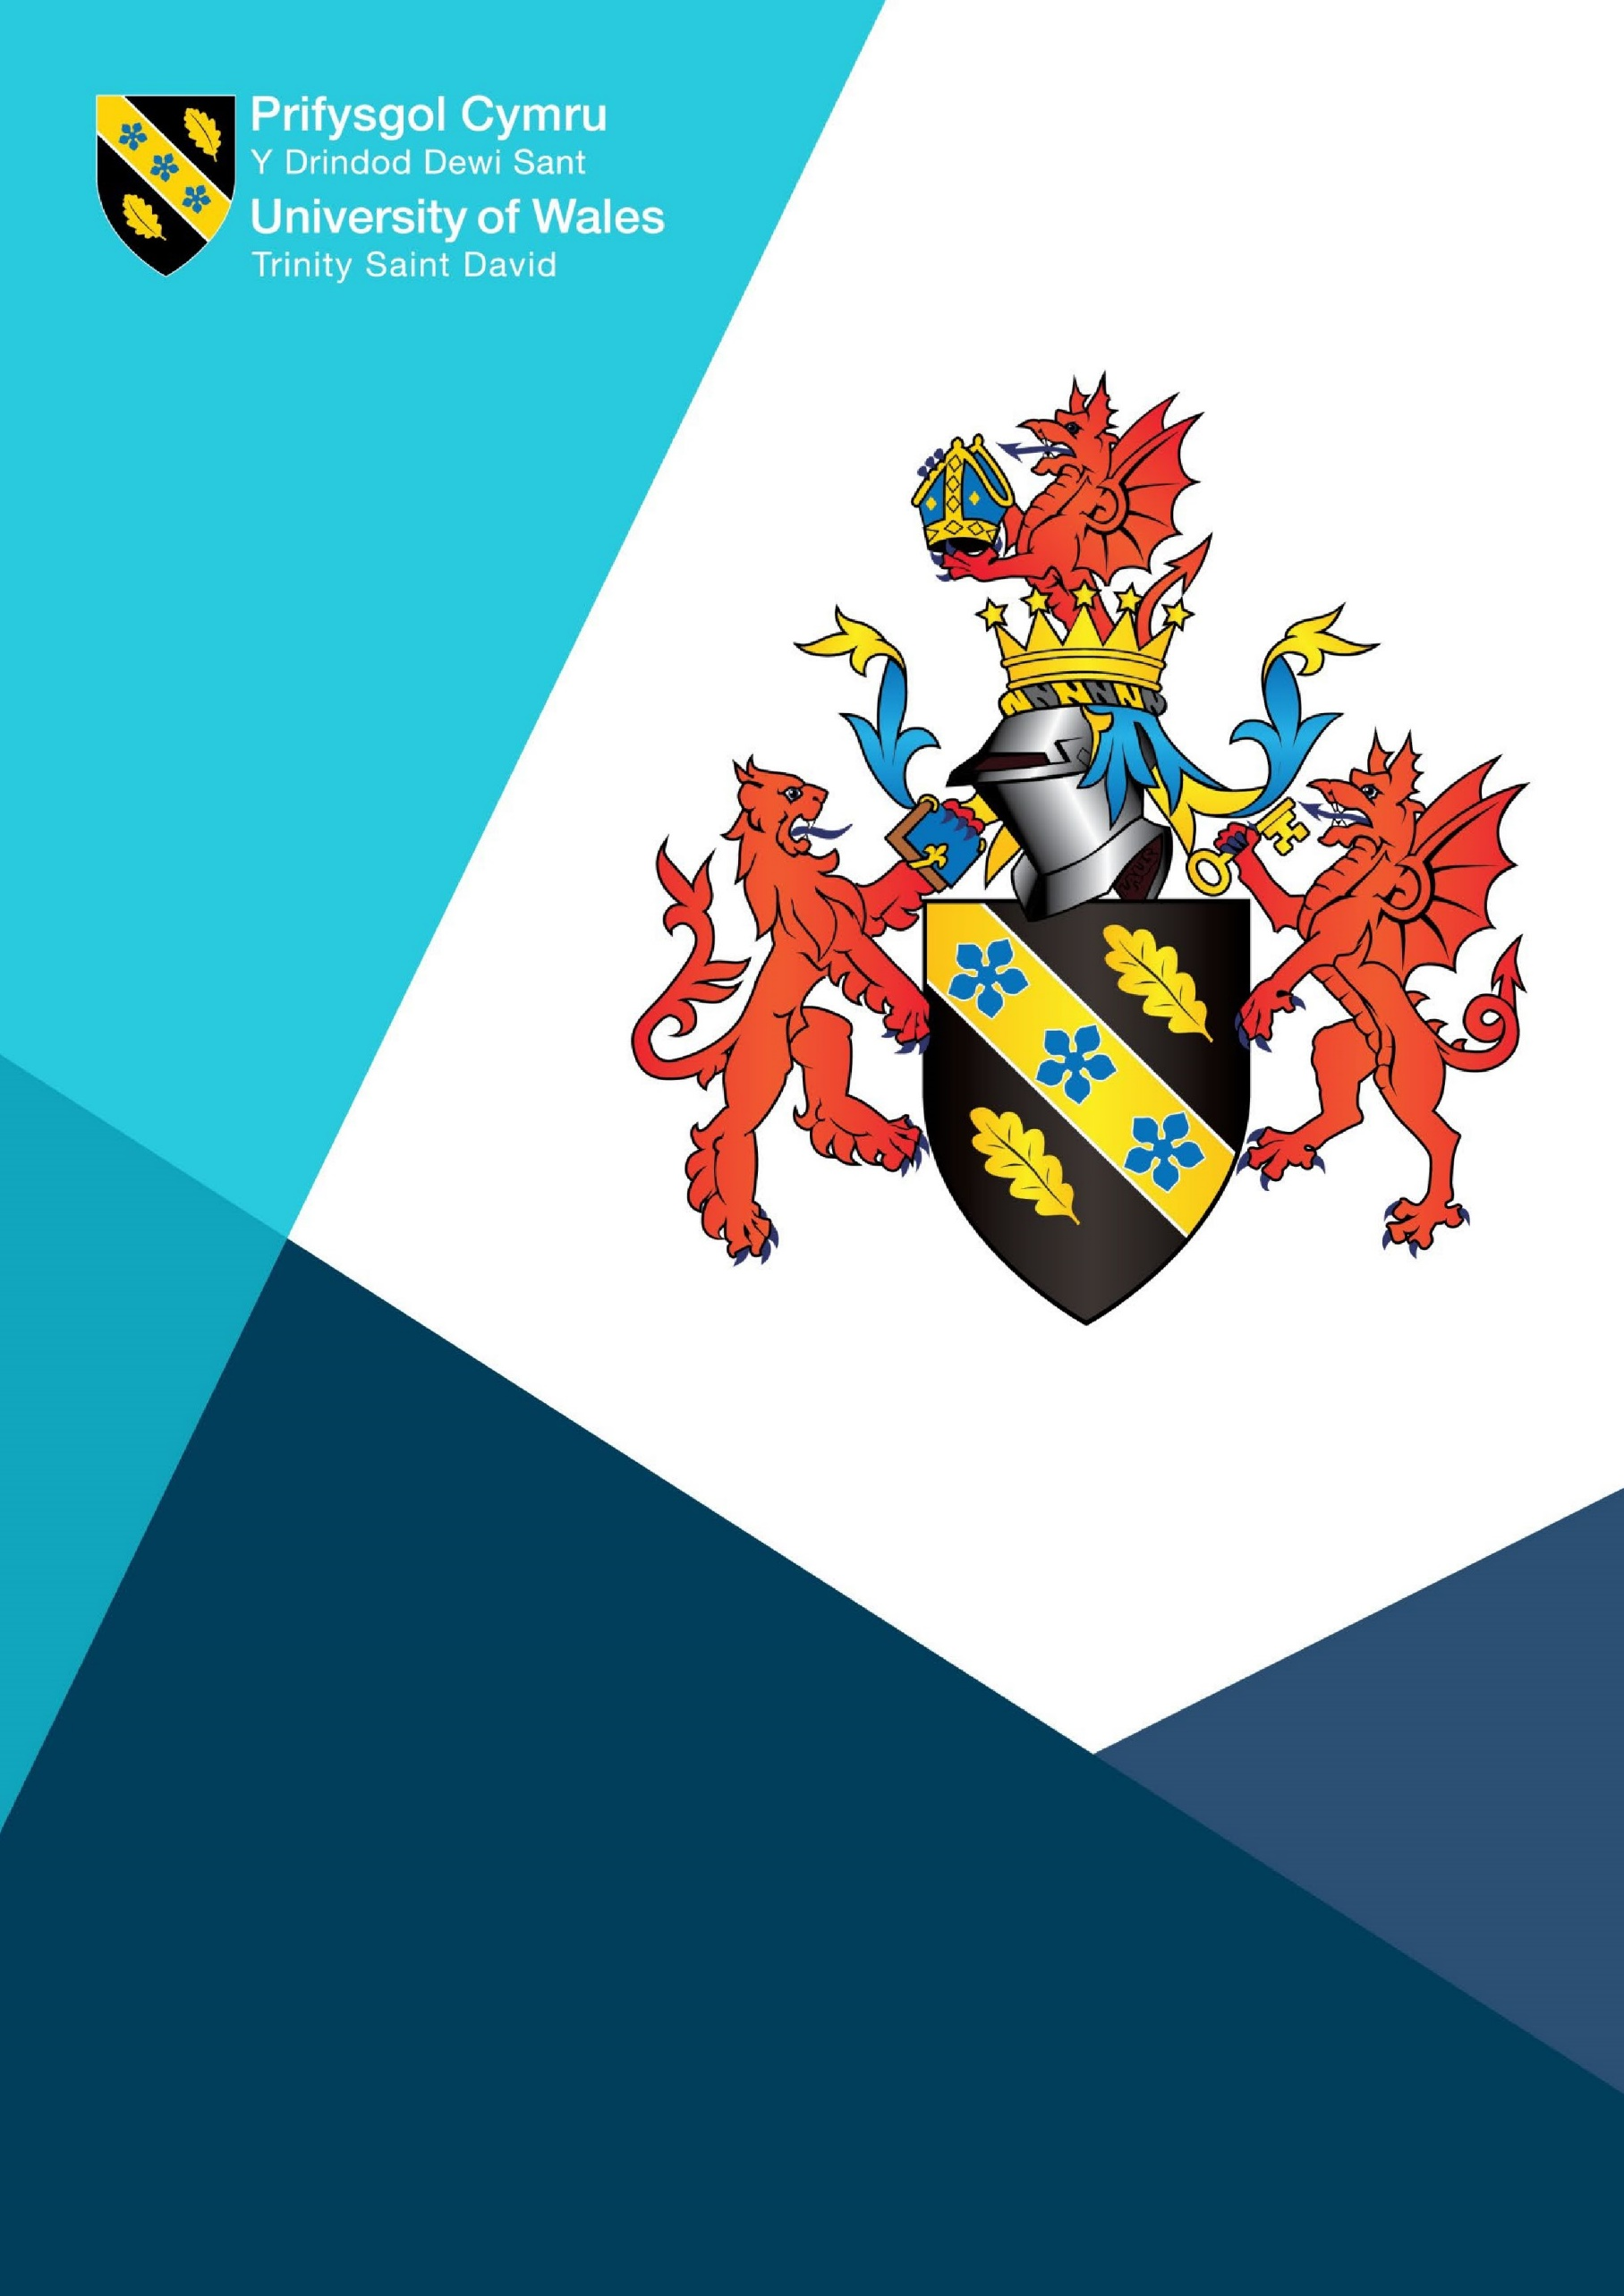 Prifysgol Cymru
Y Drindod Dewi Sant
University of Wales
Trinity Saint David